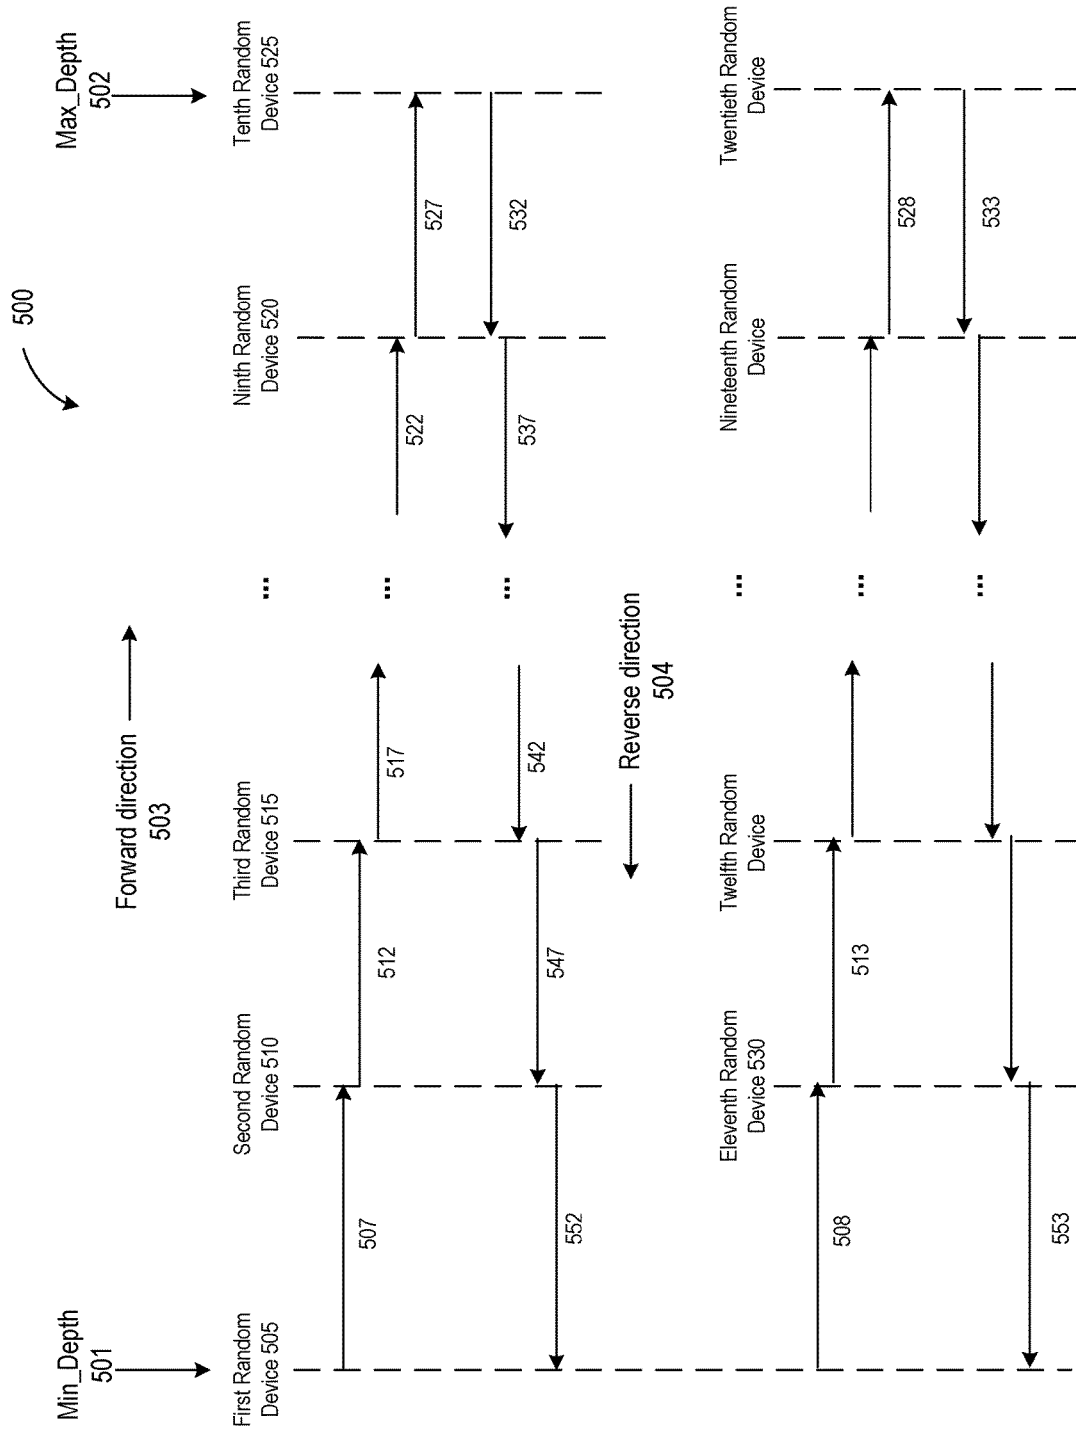 500
Min_Depth
501
Forward direction
503
Max_Depth
502
First Random
Device 505
Second Random
Device 510
Third Random
Device 515
...
Ninth Random
Device 520
Tenth Random
Device 525
507
512
517
...
522
527
552
547
542
...
537
532
Reverse direction
504
Eleventh Random
Device 530
Twelfth Random
Device
...
Nineteenth Random
Device
Twentieth Random
Device
508
513
...
528
553
...
533